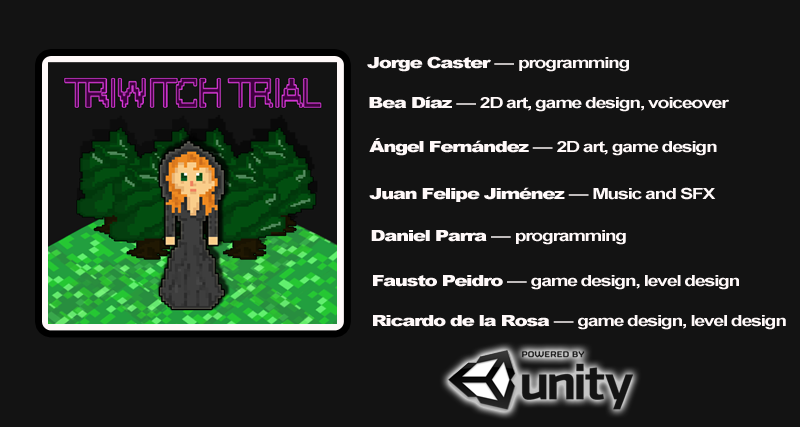 TRIWITCH TRIAL
Jorge Caster — programming
Bea Díaz — 2D art, game design, voiceover
Ángel Fernández — 2D art, game design
Juan Felipe Jiménez — Music and SFX
Daniel Parra — programming
Fausto Peidro — game design, level design
Ricardo de la Rosa — game design, level design
POWERED BY
unity